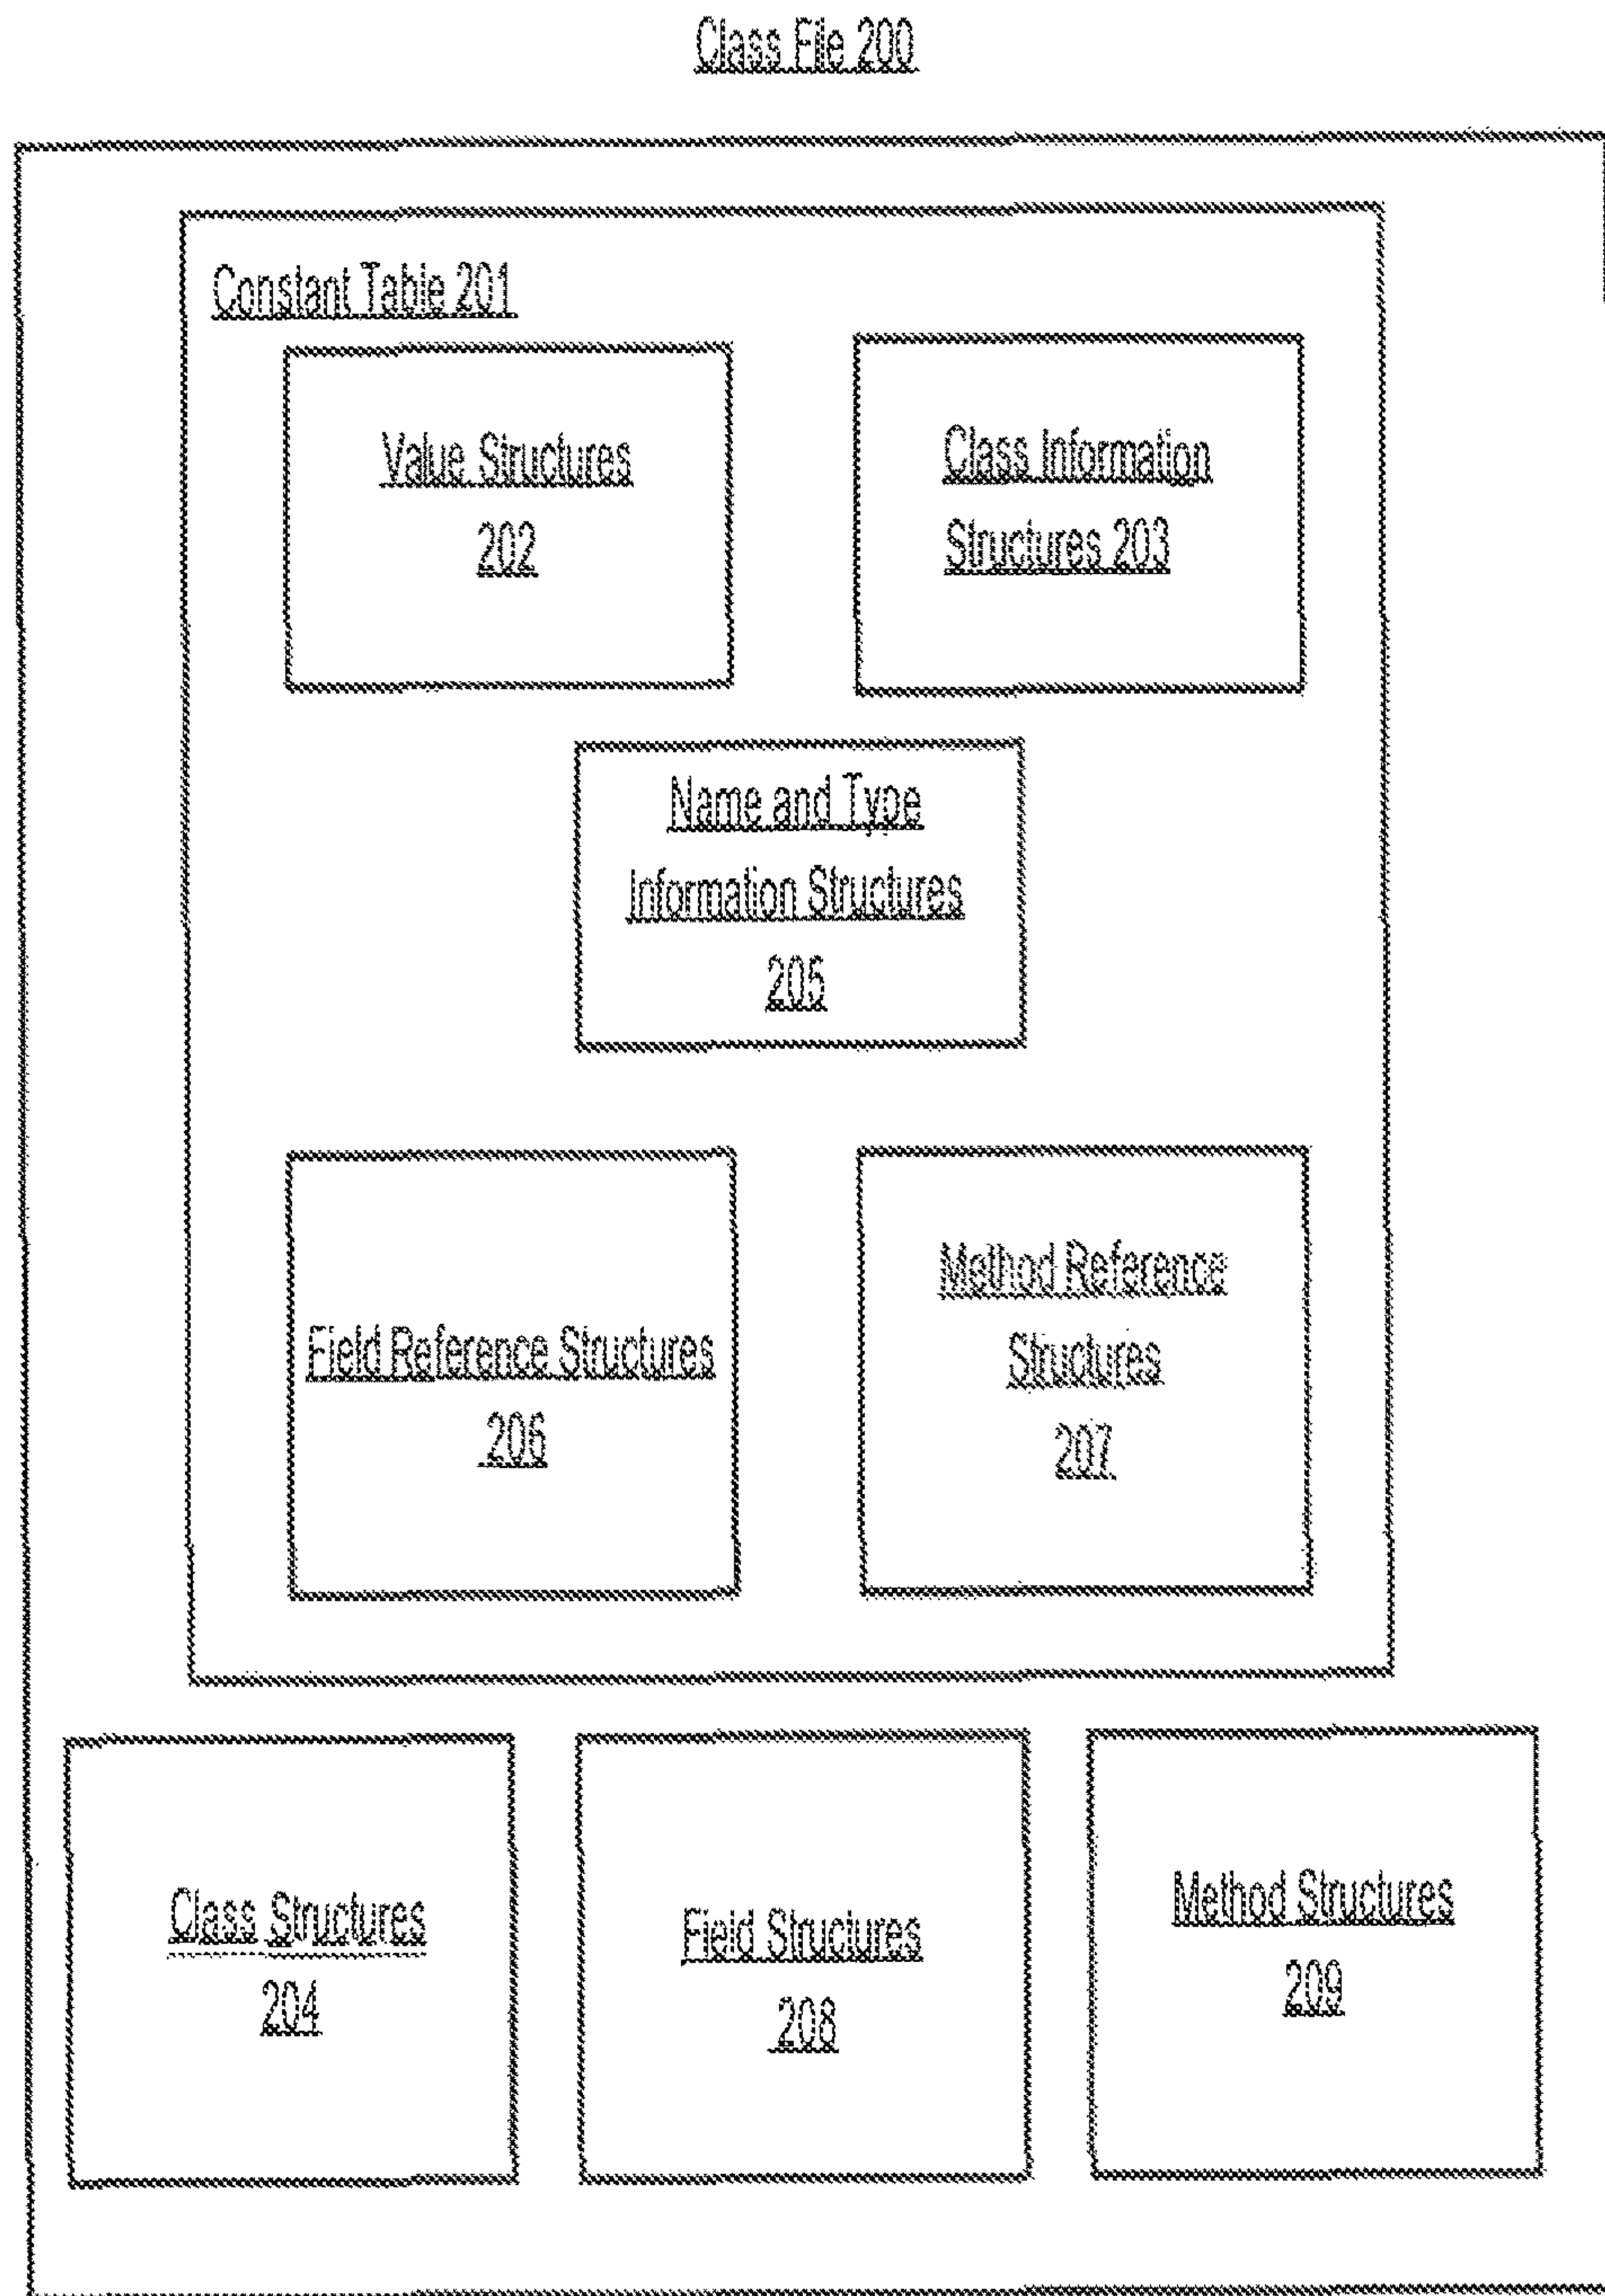 Class File 200
Constant Table 201
Value Structures
202
Class Information
Structures 203
Name and Type
Information Structures
205
Field Reference Structures
206
Method Reference
Structures
207
Class Structures
204
Field Structures
208
Method Structures
209